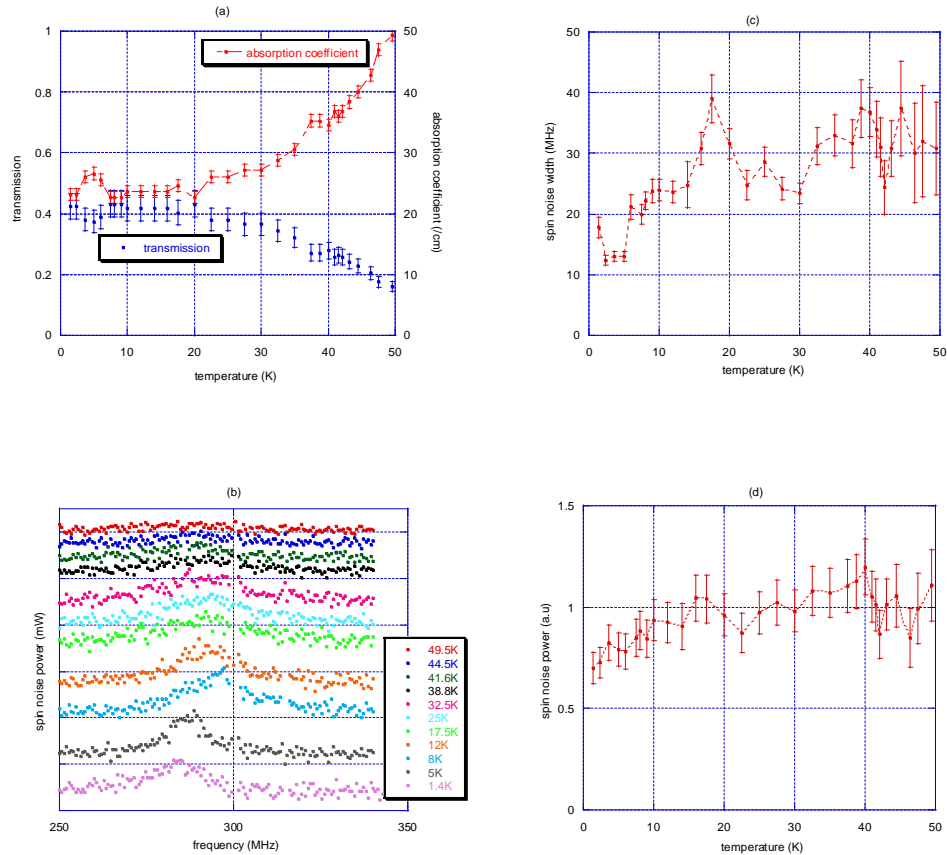 (a)
1
0.8
0.6
0.4
0.2
0
transmission
50
40
30
20
10
0
absorption coefficient (/cm)
absorption coefficient
transmission
0 10 20 30 40 50
temperature (K)
(c)
50
40
30
20
10
0
spin noise width (MHz)
0 10 20 30 40 50
temperature (K)
(b)
spin noise power (mW)
49.5K
44.5K
41.6K
38.8K
32.5K
25K
17.5K
12K
8K
5K
1.4K
250 300 350
frequency (MHz)
(d)
1.5
1
0.5
0
spin noise power (a.u)
0 10 20 30 40 50
temperature (K)